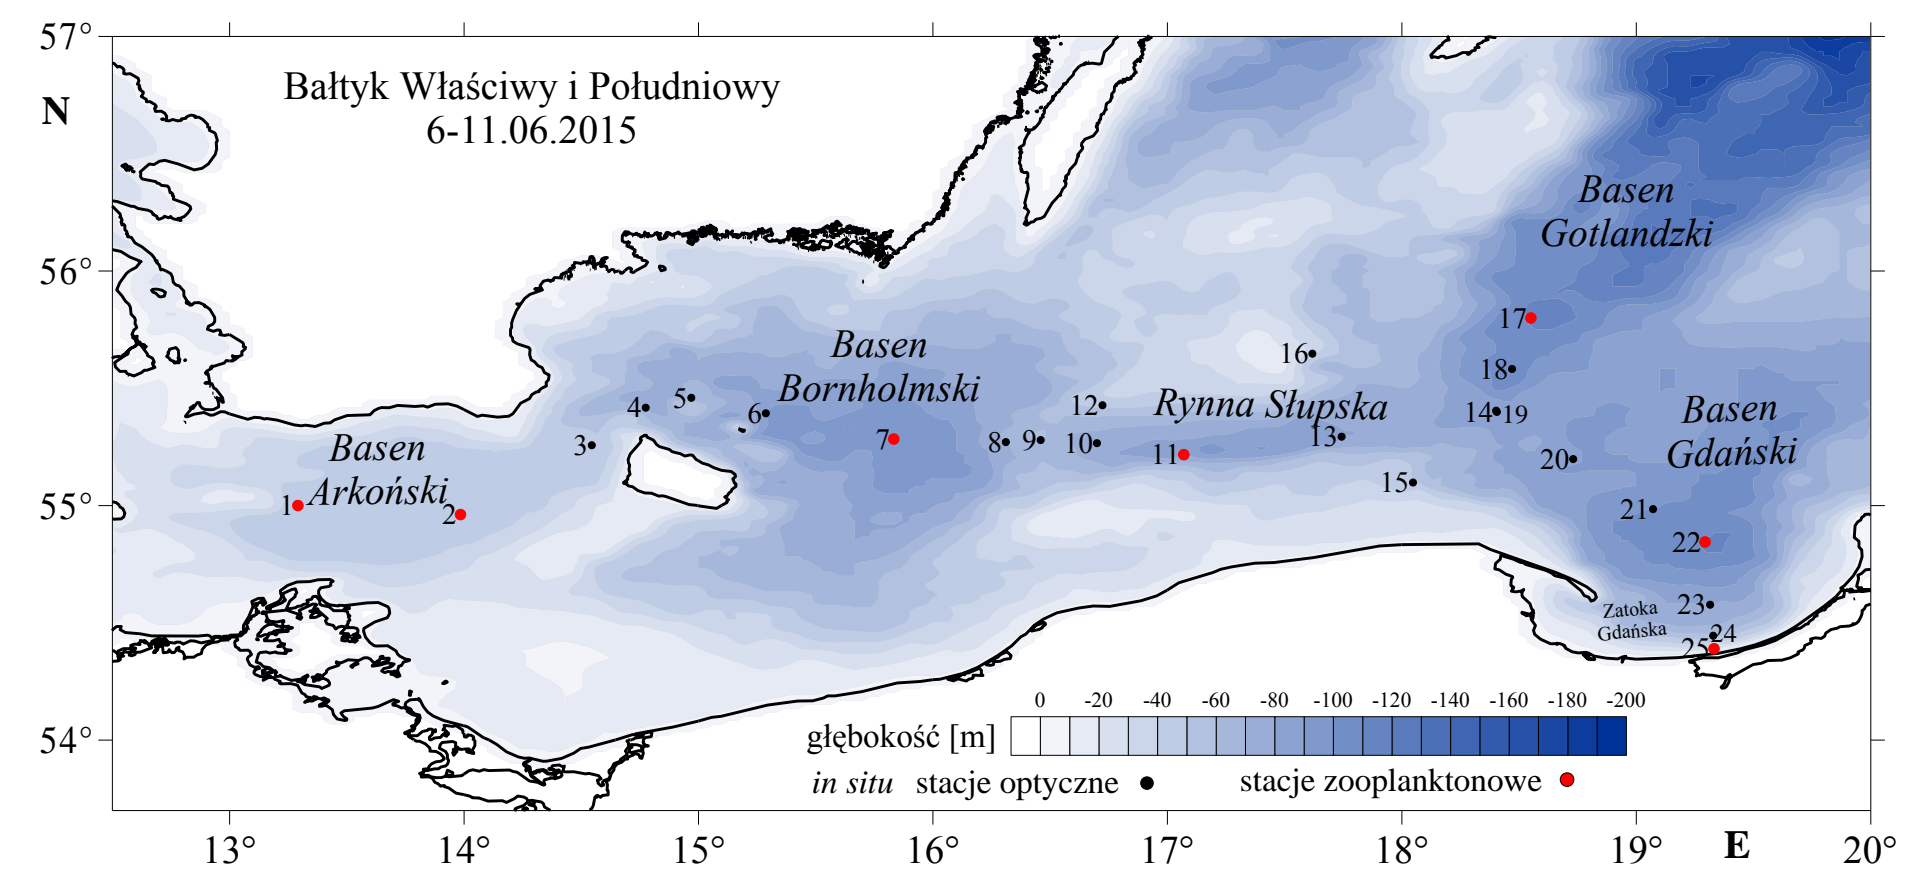 57°
Bałtyk Właściwy i Południowy
6-11.06.2015
N
Basen
Gotlandzki
56°
17
Basen
Bornholmski
16
18
5
4
6
12
Rynna Słupska
14
19
Basen
Gdański
3
7
8
9
10
13
11
20
Basen
Arkoński
15
55°
1
2
21
22
23
Zatoka
Gdańska
24
25
0 -20 -40 -60 -80 -100 -120 -140 -160 -180 -200
54°
głębokość [m]
in situ stacje optyczne
stacje zooplanktonowe
13° 14° 15° 16° 17° 18° 19° E 20°